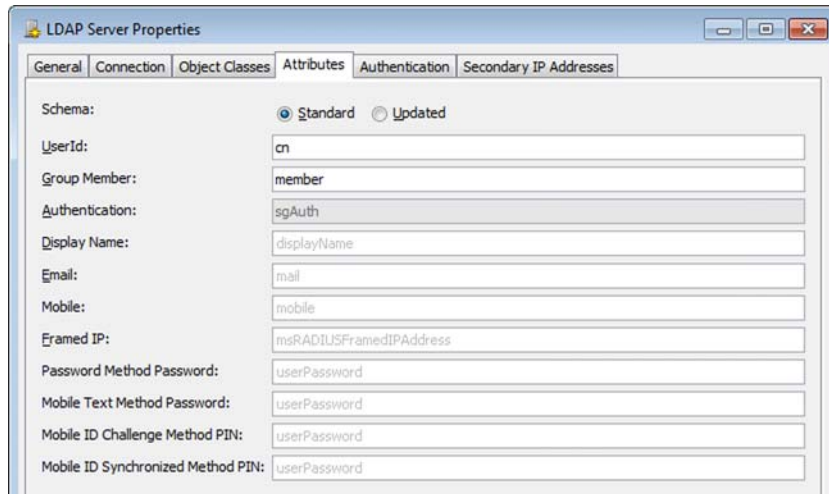 LDAP Server Properties
General Connection Object Classes Attributes Authentication Secondary IP Addresses
Schema: Standard Updated
UserId: cn
Group Member: member
Authentication: sgAuth
Display Name: displayName
Email: mail
Mobile: mobile
Framed IP: msRADIUSFramedIPAddress
Password Method Password: userPassword
Mobile Text Method Password: userPassword
Mobile ID Challenge Method PIN: userPassword
Mobile ID Synchronized Method PIN: userPassword